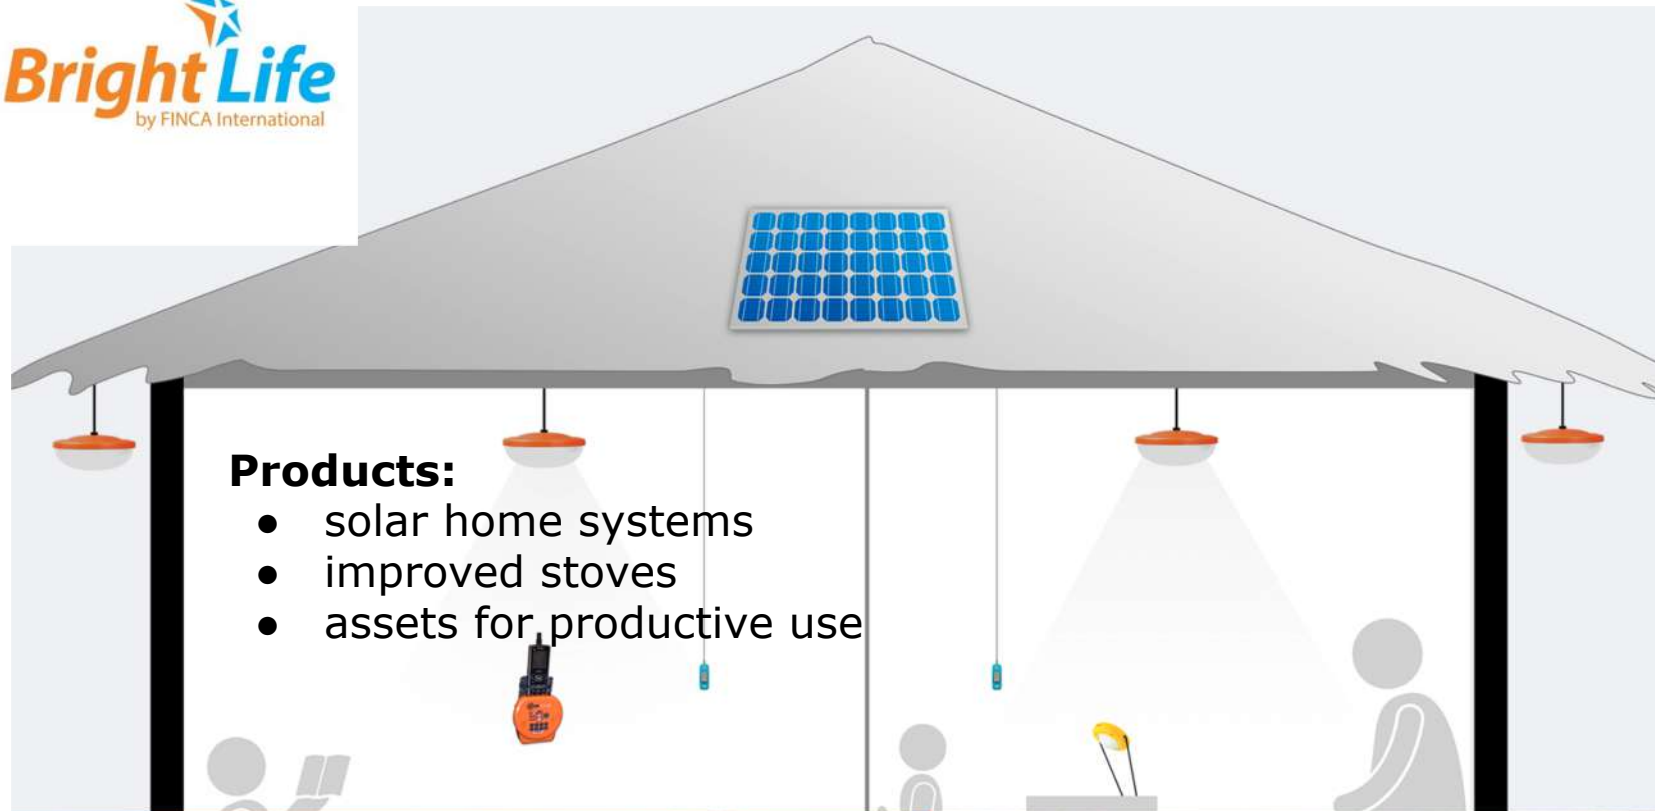 Bright Life
by FINCA International
Products:
● solar home systems
● improved stoves
● assets for productive use